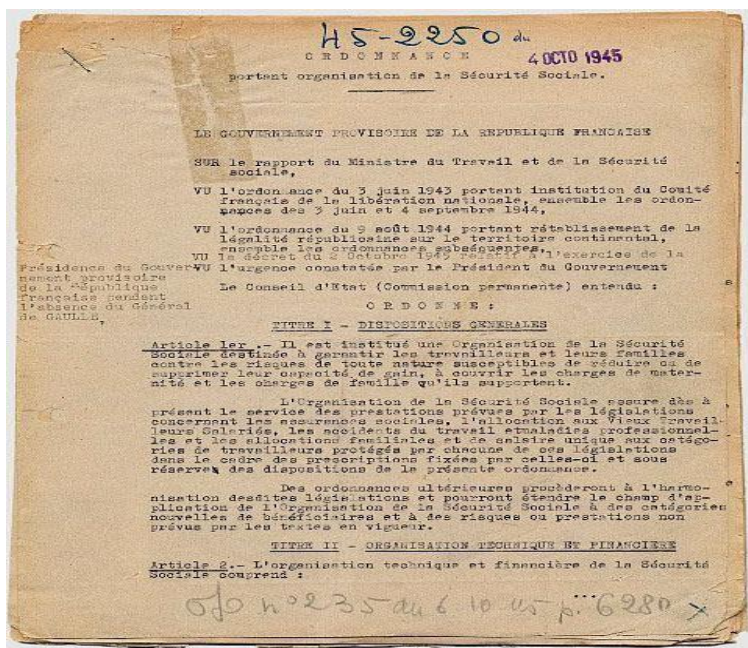 45-2250 du
ORDONNANCE
4 OCTO 1945
portant organisation de la Sécurité Sociale.
LE GOUVERNEMENT PROVISOIRE DE LA REPUBLIQUE FRANCAISE
SUR le rapport du Ministre du Travail et de la Sécurité
sociale,
VU l'ordonnance du 3 juin 1943 portant institution du Comité
français de la libération nationale, ensemble les ordon-
nances des 3 juin et 4 septembre 1944,
VU l'ordonnance du 9 août 1944 portant rétablissement de la
légalité républicaine sur le territoire continental,
ensemble les ordonnances subséquentes,
VU le décret du 2 Octobre 1945 relatif à l'exercice de la
Présidence du Gouver-
nement provisoire
de la République
française pendant
l'absence du Général
de GAULLE,
VU l'urgence constatée par le Président du Gouvernement
Le Conseil d'Etat (Commission permanente) entendu :
ORDONNE :
TITRE I - DISPOSITIONS GENERALES
Article 1er .- Il est institué une Organisation de la Sécurité
Sociale destinée à garantir les travailleurs et leurs familles
contre les risques de toute nature susceptibles de réduire ou de
supprimer leur capacité de gain, à couvrir les charges de mater-
nité et les charges de famille qu'ils supportent.
L'Organisation de la Sécurité Sociale assure dès à
présent le service des prestations prévues par les législations
concernant les assurances sociales, l'allocation aux Vieux Travail-
leurs Salariés, les accidents du travail etmaladies professionnel-
les et les allocations familiales et de salaire unique aux catégo-
ries de travailleurs protégés par chacune de ces législations
dans le cadre des prescriptions fixées par celles-ci et sous
réserve des dispositions de la présente ordonnance.
Des ordonnances ultérieures procèderont à l'harmo-
nisation desdites législations et pourront étendre le champ d'ap-
plication de l'Organisation de la Sécurité Sociale à des catégories
nouvelles de bénéficiaires et à des risques ou prestations non
prévus par les textes en vigueur.
TITRE II - ORGANISATION TECHNIQUE ET FINANCIERE
Article 2.- L'organisation technique et financière de la Sécurité
Sociale comprend :
...
n°235 du 6 10 45 p. 6280